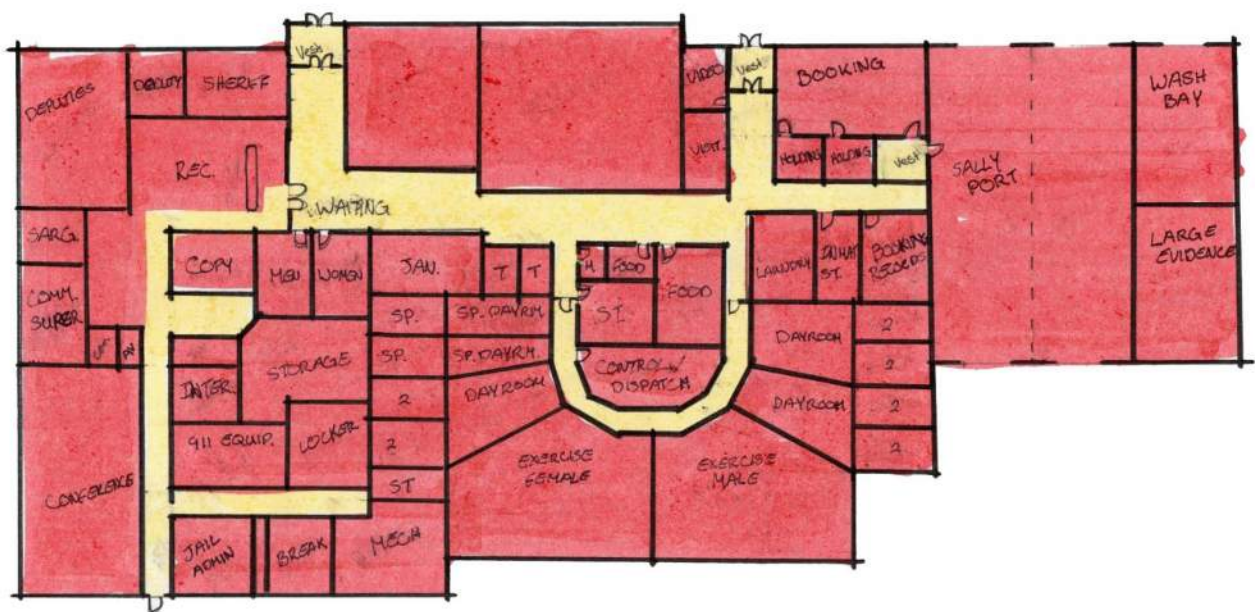 DEPUTIES
DEPUTY
SHERIFF
Vest
VIDEO
Vest
BOOKING
WASH
BAY
REC.
VISIT.
HOLDING
HOLDING
Vest
SALLY
PORT
WAITING
SARG.
COPY
MEN
WOMEN
JAN.
T
T
H
FOOD
FOOD
LAUNDRY
INMAT
ST.
BOOKING
RECORDS
LARGE
EVIDENCE
COMM.
SUPER
SP.
SP. DAYRM.
ST.
DAYROOM
2
AV
INTER
STORAGE
SP.
SP. DAYRM.
CONTROL/
DISPATCH
2
2
DAYROOM
2
DAYROOM
2
911 EQUIP.
LOCKER
2
2
CONFERENCE
ST
EXERCISE
FEMALE
EXERCISE
MALE
JAIL
ADMIN
BREAK
MECH